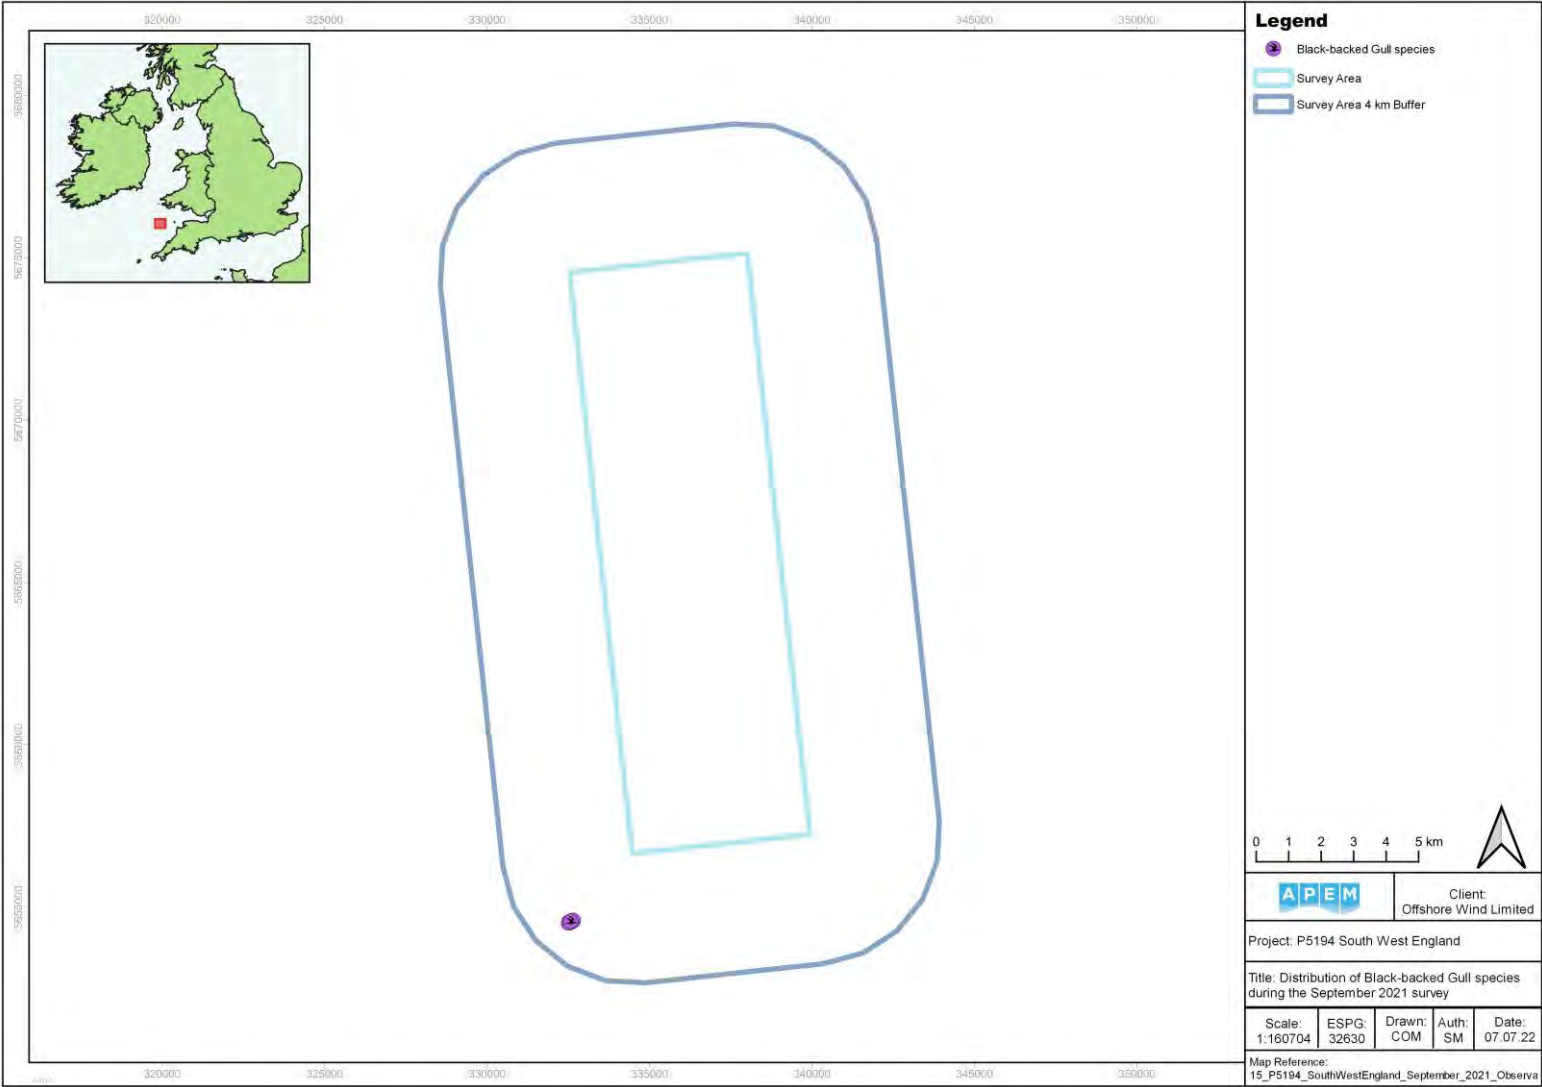 320000 325000 330000 335000 340000 345000 350000
5680000
5675000
5670000
5665000
5660000
5655000
320000 325000 330000 335000 340000 345000 350000
Legend
Black-backed Gull species
Survey Area
Survey Area 4 km Buffer
0 1 2 3 4 5 km
APEM
Client:
Offshore Wind Limited
Project: P5194 South West England
Title: Distribution of Black-backed Gull species
during the September 2021 survey
Scale: ESPG: Drawn: Auth: Date:
1:160704 32630 COM SM 07.07.22
Map Reference:
15_P5194_SouthWestEngland_September_2021_Observa